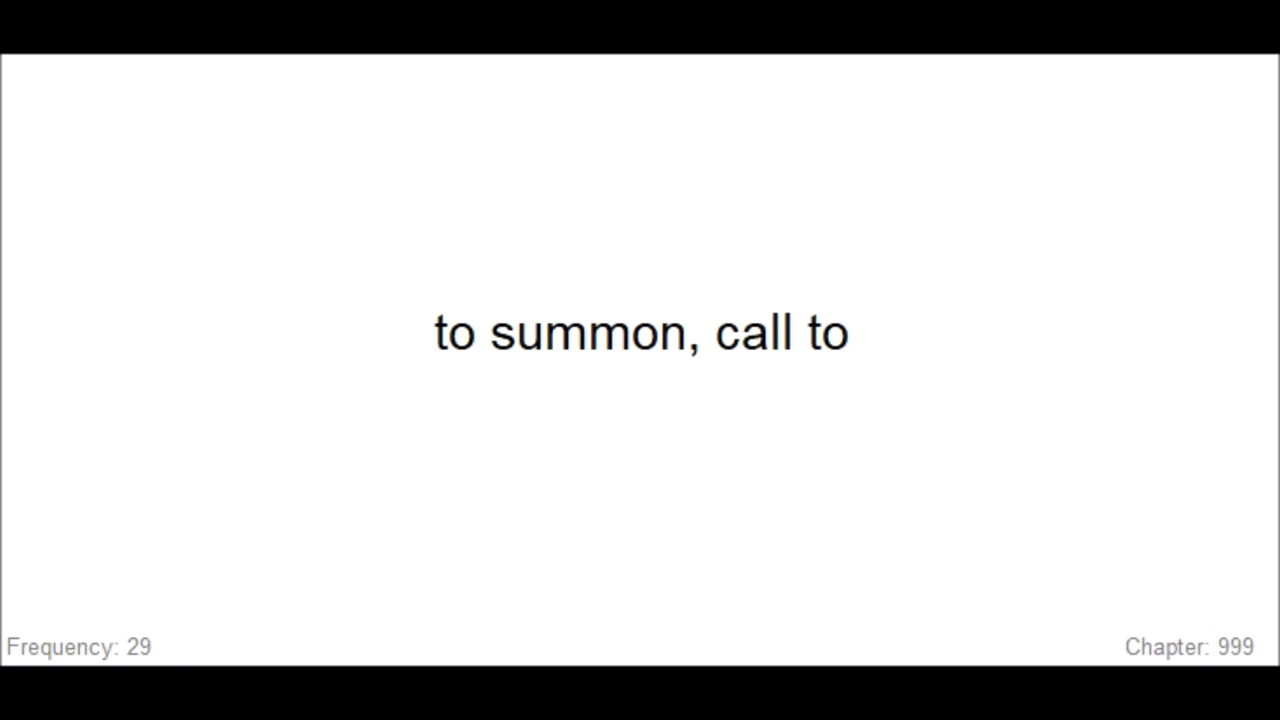 to summon, call to
Frequency: 29
Chapter: 999